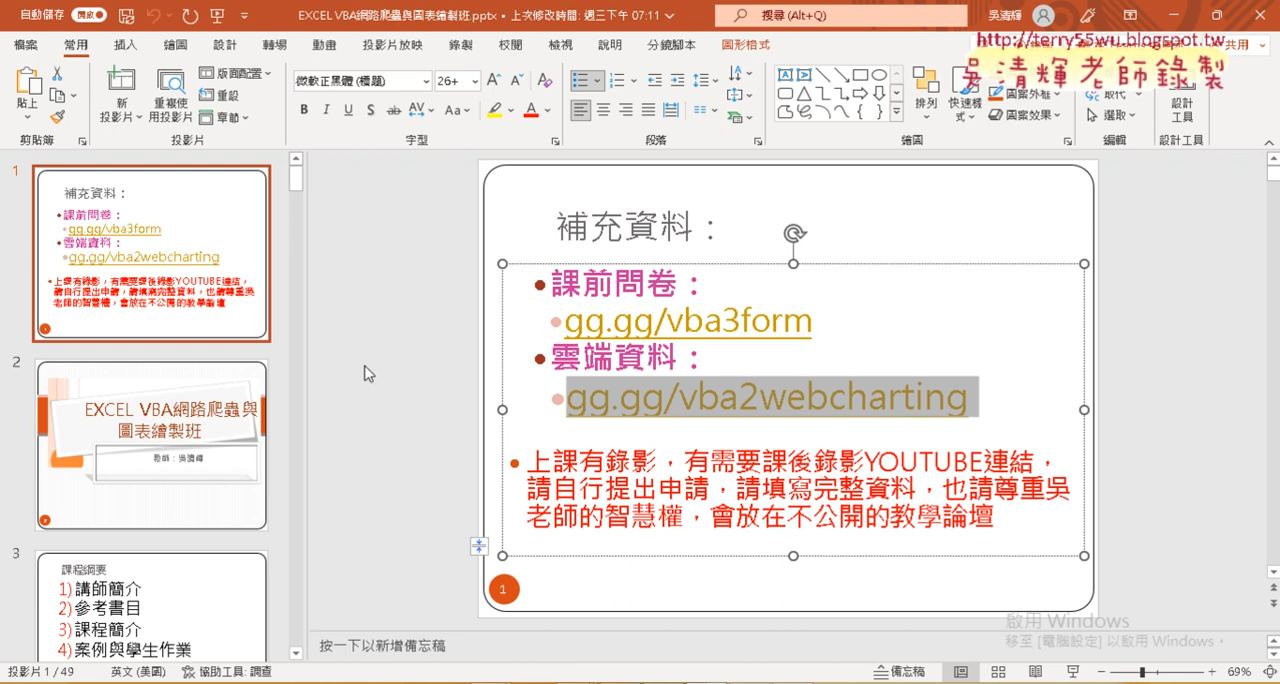 自動儲存 開啟 EXCEL VBA網路爬蟲與圖表繪製班.pptx • 上次修改時間: 週三下午 07:11 搜尋 (Alt+Q) 吳清輝
http://terry55wu.blogspot.tw
吳清輝老師錄製
檔案 常用 插入 繪圖 設計 轉場 動畫 投影片放映 錄製 校閱 檢視 說明 分鏡腳本 圖形格式 共用
貼上 新 重複使 版面配置 重設 章節
投影片 用投影片
微軟正黑體 (標題) 26+
排列 快速樣式 圖案外框 圖案效果 取代 選取 設計工具
剪貼簿 投影片 字型 段落 繪圖 編輯 設計工具
1
補充資料：
課前問卷：
gg.gg/vba3form
雲端資料：
gg.gg/vba2webcharting
上課有錄影，有需要課後錄影YOUTUBE連結，
請自行提出申請，請填寫完整資料，也請尊重吳
老師的智慧權，會放在不公開的教學論壇
1
2
EXCEL VBA網路爬蟲與
圖表繪製班
教師：吳清輝
3
課程綱要
1)講師簡介
2)參考書目
3)課程簡介
4)案例與學生作業
補充資料：
課前問卷：
gg.gg/vba3form
雲端資料：
gg.gg/vba2webcharting
上課有錄影，有需要課後錄影YOUTUBE連結，
請自行提出申請，請填寫完整資料，也請尊重吳
老師的智慧權，會放在不公開的教學論壇
1
啟用 Windows
移至 [電腦設定] 以啟用 Windows。
按一下以新增備忘稿
投影片 1 / 49 英文 (美國) 協助工具: 調查 備忘稿 69%